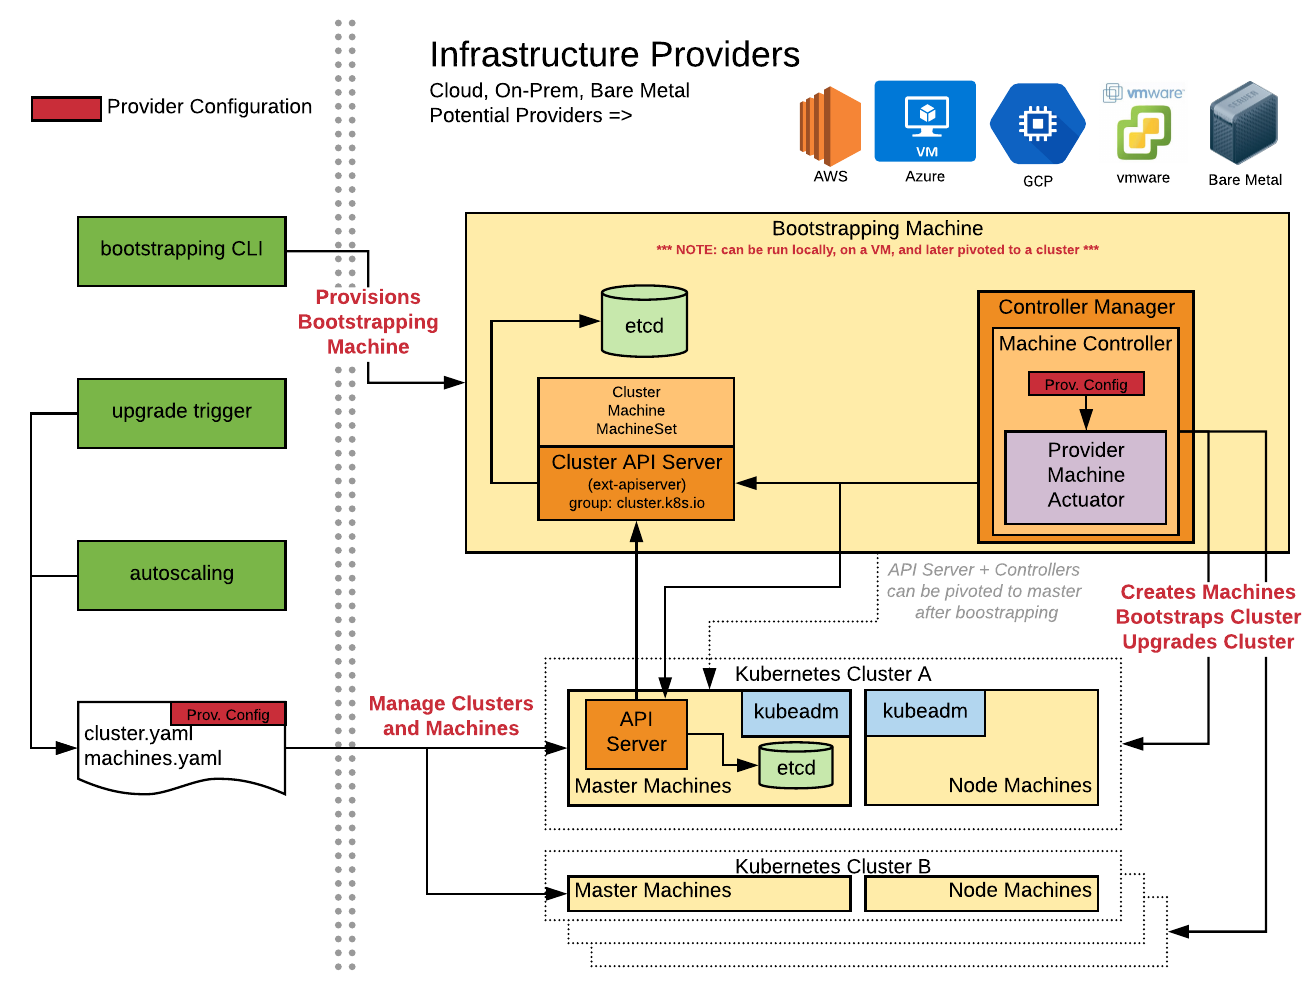 Infrastructure Providers
Cloud, On-Prem, Bare Metal
Potential Providers =>
Provider Configuration
vmware
VM
SERVER
AWS
Azure
GCP
vmware
Bare Metal
bootstrapping CLI
Provisions
Bootstrapping
Machine
upgrade trigger
autoscaling
Prov. Config
cluster.yaml
machines.yaml
Manage Clusters
and Machines
Bootstrapping Machine
*** NOTE: can be run locally, on a VM, and later pivoted to a cluster ***
etcd
Cluster
Machine
MachineSet
Cluster API Server
(ext-apiserver)
group: cluster.k8s.io
Controller Manager
Machine Controller
Prov. Config
Provider
Machine
Actuator
API Server + Controllers
can be pivoted to master
after boostrapping
Creates Machines
Bootstraps Cluster
Upgrades Cluster
Kubernetes Cluster A
API
Server
kubeadm
etcd
Master Machines
kubeadm
Node Machines
Kubernetes Cluster B
Master Machines
Node Machines